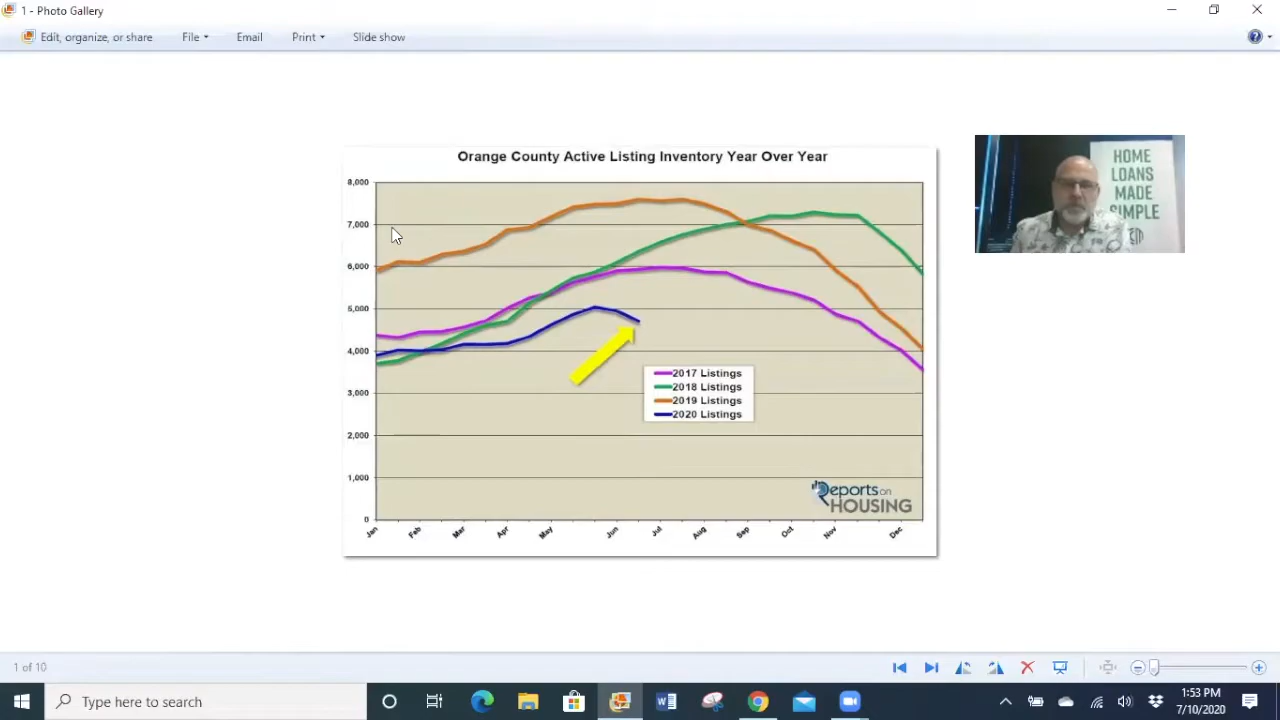 1 - Photo Gallery
Edit, organize, or share File Email Print Slide show
Orange County Active Listing Inventory Year Over Year
8,000
7,000
6,000
5,000
4,000
3,000
2,000
1,000
0
Jan Feb Mar Apr May Jun Jul Aug Sep Oct Nov Dec
2017 Listings
2018 Listings
2019 Listings
2020 Listings
Reports on
HOUSING
HOME
LOANS
MADE
SIMPLE
1 of 10
Type here to search
1:53 PM
7/10/2020